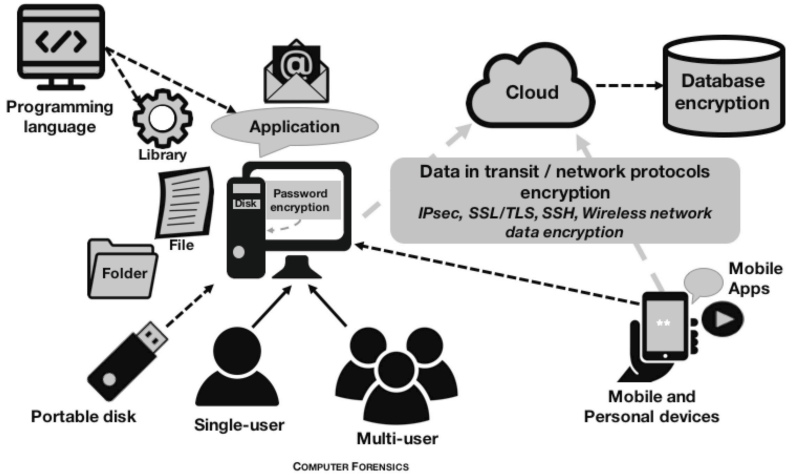 </>
Programming
language
Library
@
Application
Cloud
Database
encryption
Data in transit / network protocols
encryption
IPsec, SSL/TLS, SSH, Wireless network
data encryption
Disk
Password
encryption
File
Folder
Mobile
Apps
**
Portable disk
Single-user
Multi-user
Mobile and
Personal devices
COMPUTER FORENSICS